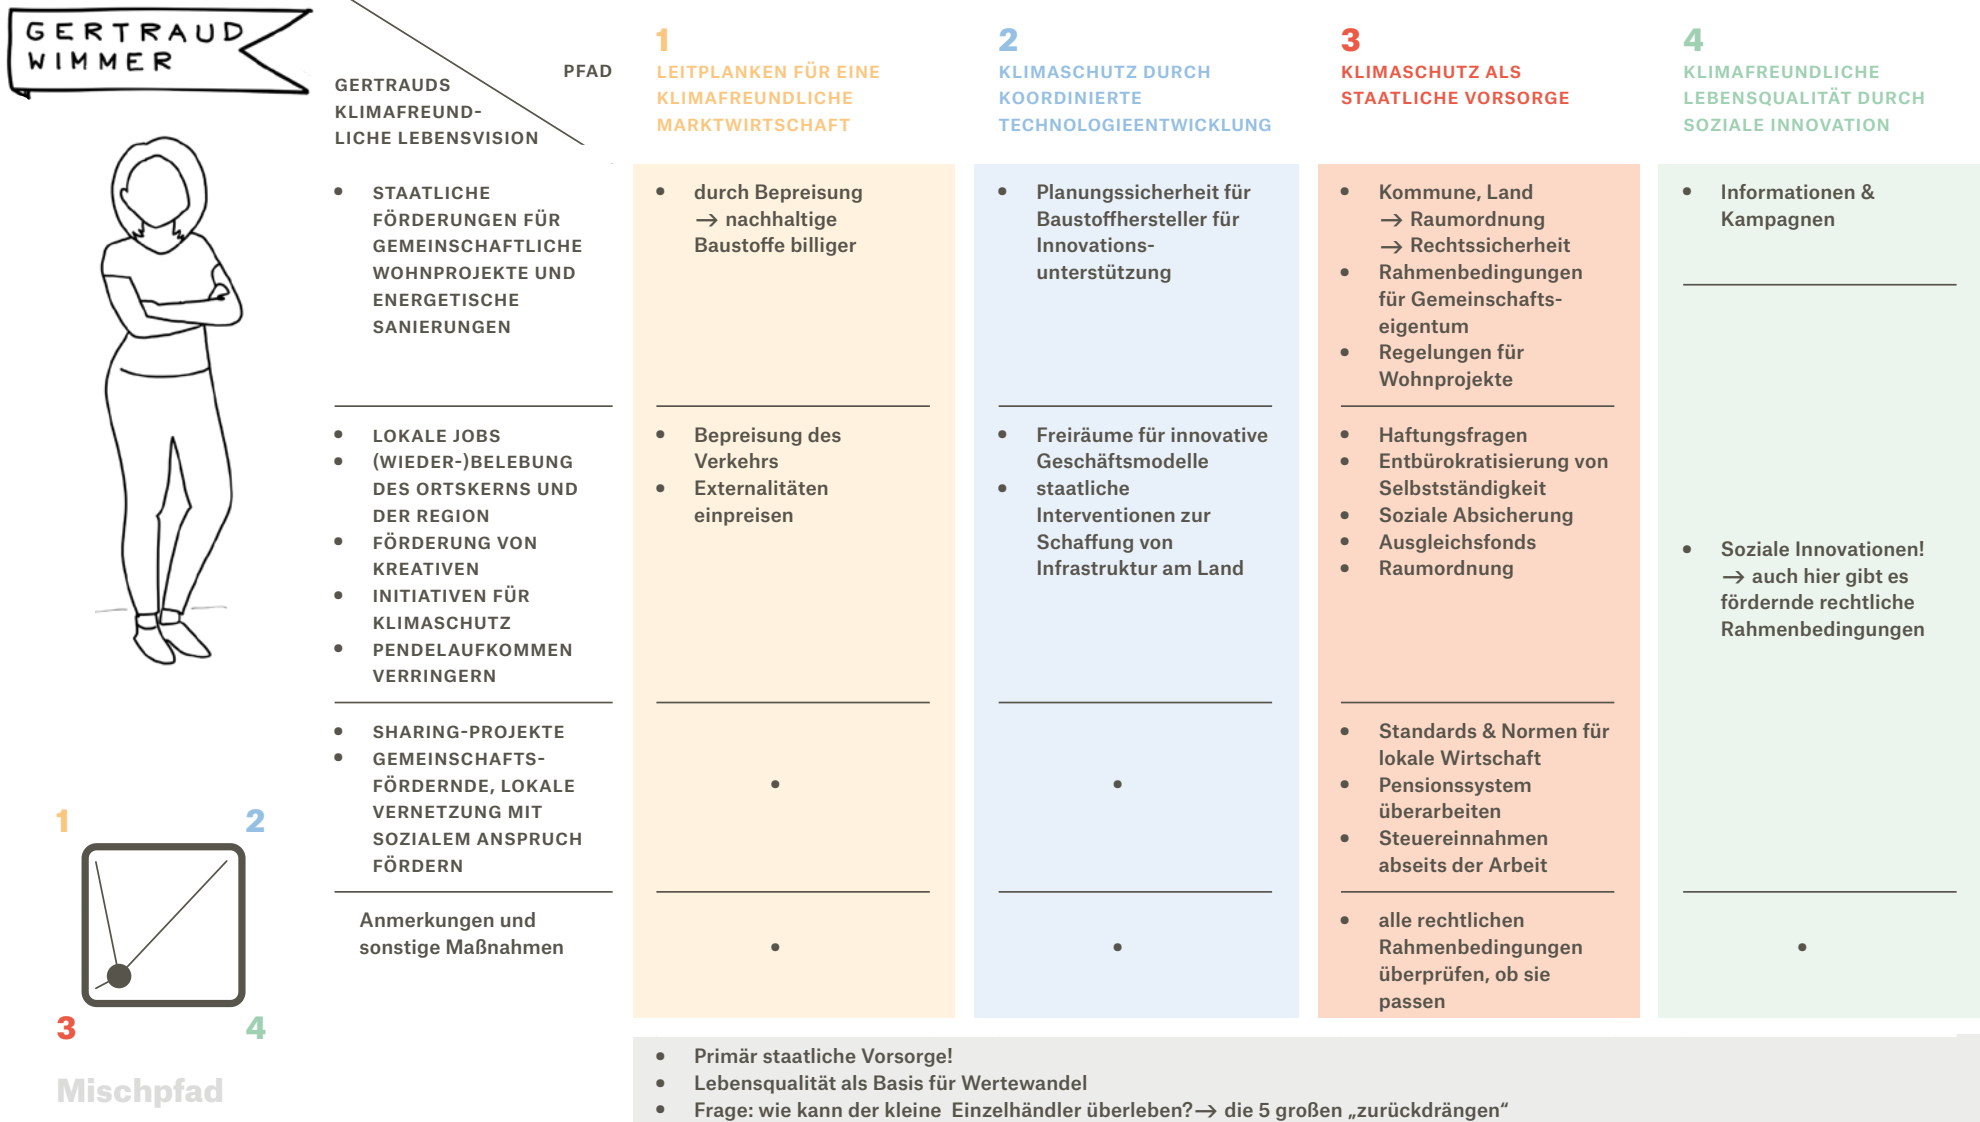 GERTRAUD
WIMMER
GERTRAUDS
KLIMAFREUND-
LICHE LEBENSVISION
PFAD
1
LEITPLANKEN FÜR EINE
KLIMAFREUNDLICHE
MARKTWIRTSCHAFT
2
KLIMASCHUTZ DURCH
KOORDINIERTE
TECHNOLOGIEENTWICKLUNG
3
KLIMASCHUTZ ALS
STAATLICHE VORSORGE
4
KLIMAFREUNDLICHE
LEBENSQUALITÄT DURCH
SOZIALE INNOVATION
• STAATLICHE
FÖRDERUNGEN FÜR
GEMEINSCHAFTLICHE
WOHNPROJEKTE UND
ENERGETISCHE
SANIERUNGEN
• durch Bepreisung
→ nachhaltige
Baustoffe billiger
• Planungssicherheit für
Baustoffhersteller für
Innovations-
unterstützung
• Kommune, Land
→ Raumordnung
→ Rechtssicherheit
• Rahmenbedingungen
für Gemeinschafts-
eigentum
• Regelungen für
Wohnprojekte
• Informationen &
Kampagnen
• LOKALE JOBS
• (WIEDER-)BELEBUNG
DES ORTSKERNS UND
DER REGION
• FÖRDERUNG VON
KREATIVEN
• INITIATIVEN FÜR
KLIMASCHUTZ
• PENDELAUFKOMMEN
VERRINGERN
• Bepreisung des
Verkehrs
• Externalitäten
einpreisen
• Freiräume für innovative
Geschäftsmodelle
• staatliche
Interventionen zur
Schaffung von
Infrastruktur am Land
• Haftungsfragen
• Entbürokratisierung von
Selbstständigkeit
• Soziale Absicherung
• Ausgleichsfonds
• Raumordnung
• Soziale Innovationen!
→ auch hier gibt es
fördernde rechtliche
Rahmenbedingungen
• SHARING-PROJEKTE
• GEMEINSCHAFTS-
FÖRDERNDE, LOKALE
VERNETZUNG MIT
SOZIALEM ANSPRUCH
FÖRDERN
•
•
• Standards & Normen für
lokale Wirtschaft
• Pensionssystem
überarbeiten
• Steuereinnahmen
abseits der Arbeit
Anmerkungen und
sonstige Maßnahmen
•
•
• alle rechtlichen
Rahmenbedingungen
überprüfen, ob sie
passen
•
1 2
3 4
Mischpfad
• Primär staatliche Vorsorge!
• Lebensqualität als Basis für Wertewandel
• Frage: wie kann der kleine Einzelhändler überleben?→ die 5 großen „zurückdrängen“